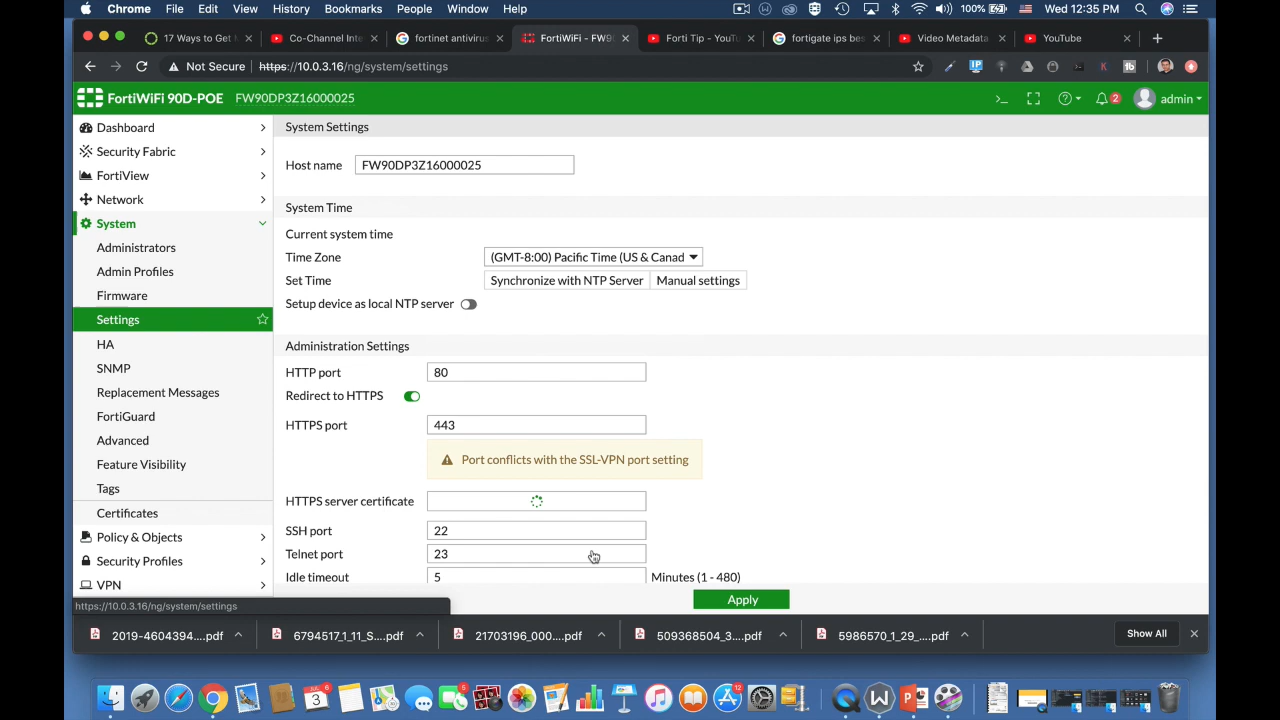 Chrome File Edit View History Bookmarks People Window Help 100% Wed 12:35 PM
17 Ways to Get Co-Channel Inte fortinet antivirus FortiWiFi - FW90 Forti Tip - YouTu fortigate ips bes Video Metadata YouTube
Not Secure https://10.0.3.16/ng/system/settings
FortiWiFi 90D-POE FW90DP3Z16000025 >_ 2 admin
Dashboard
Security Fabric
FortiView
Network
System
Administrators
Admin Profiles
Firmware
Settings
HA
SNMP
Replacement Messages
FortiGuard
Advanced
Feature Visibility
Tags
Certificates
Policy & Objects
Security Profiles
VPN
System Settings
Host name FW90DP3Z16000025
System Time
Current system time
Time Zone (GMT-8:00) Pacific Time (US & Canad
Set Time Synchronize with NTP Server Manual settings
Setup device as local NTP server
Administration Settings
HTTP port 80
Redirect to HTTPS
HTTPS port 443
Port conflicts with the SSL-VPN port setting
HTTPS server certificate
SSH port 22
Telnet port 23
Idle timeout 5 Minutes (1 - 480)
Apply
https://10.0.3.16/ng/system/settings
2019-4604394....pdf 6794517_1_11_S....pdf 21703196_000....pdf 509368504_3....pdf 5986570_1_29_....pdf Show All